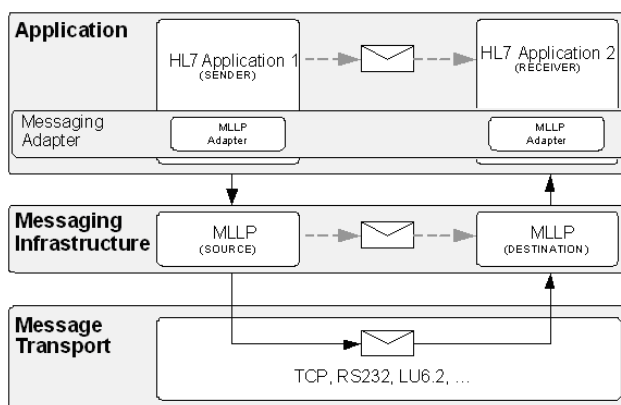 Application
HL7 Application 1
(SENDER)
HL7 Application 2
(RECEIVER)
Messaging
Adapter
MLLP
Adapter
MLLP
Adapter
Messaging
Infrastructure
MLLP
(SOURCE)
MLLP
(DESTINATION)
Message
Transport
TCP, RS232, LU6.2, ...